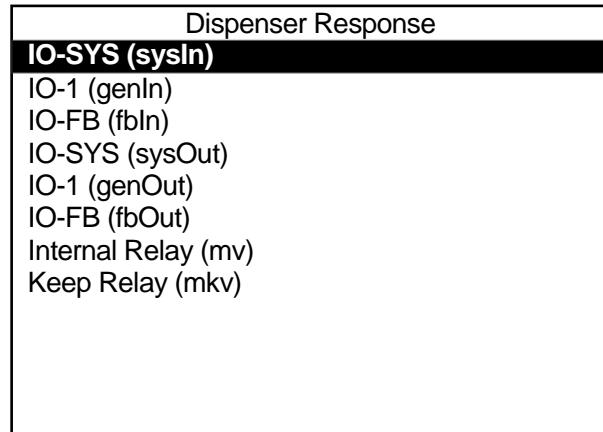 Dispenser Response
IO-SYS (sysIn)
IO-1 (genIn)
IO-FB (fbIn)
IO-SYS (sysOut)
IO-1 (genOut)
IO-FB (fbOut)
Internal Relay (mv)
Keep Relay (mkv)